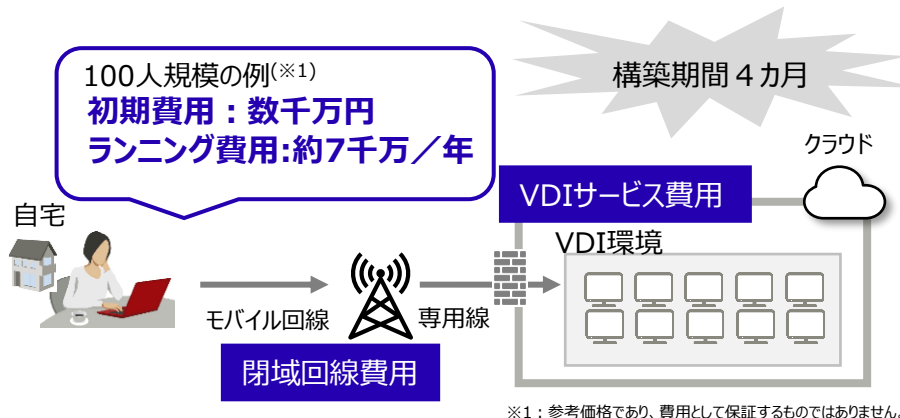 100人規模の例(※1)
初期費用：数千万円
ランニング費用:約7千万／年
構築期間４カ月
クラウド
VDIサービス費用
自宅
VDI環境
モバイル回線
専用線
閉域回線費用
※1：参考価格であり、費用として保証するものではありません。